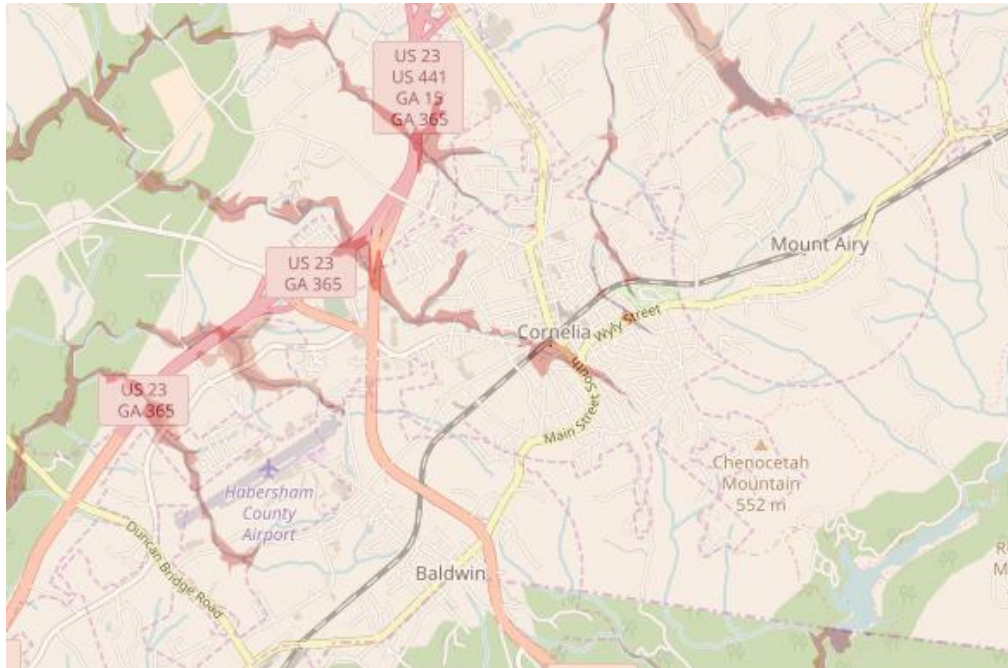 US 23
US 441
GA 15
GA 365
Mount Airy
US 23
GA 365
Cornelia
Wyly Street
US 23
GA 365
Main Street South
Chenocetah
Mountain
552 m
Habersham
County
Airport
Duncan Bridge Road
Baldwin